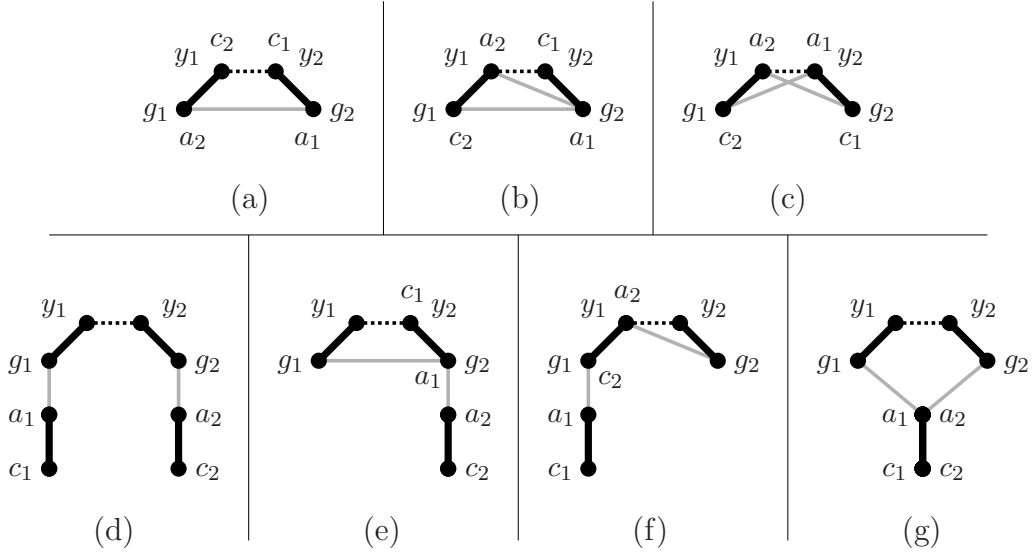 c₂ c₁ a₂ c₁ a₂ a₁
y₁ y₂ y₁ y₂ y₁ y₂
g₁ g₂ g₁ g₂ g₁ g₂
a₂ a₁ c₂ a₁ c₂ c₁
(a) (b) (c)
c₁ a₂
y₁ y₂ y₁ y₂ y₁ y₂ y₁ y₂
g₁ g₂ g₁ g₂ g₁ g₂ g₁ g₂
a₁ c₂
a₁ a₂ a₂ a₁ a₁ a₂
c₁ c₂ c₂ c₁ c₁ c₂
(d) (e) (f) (g)